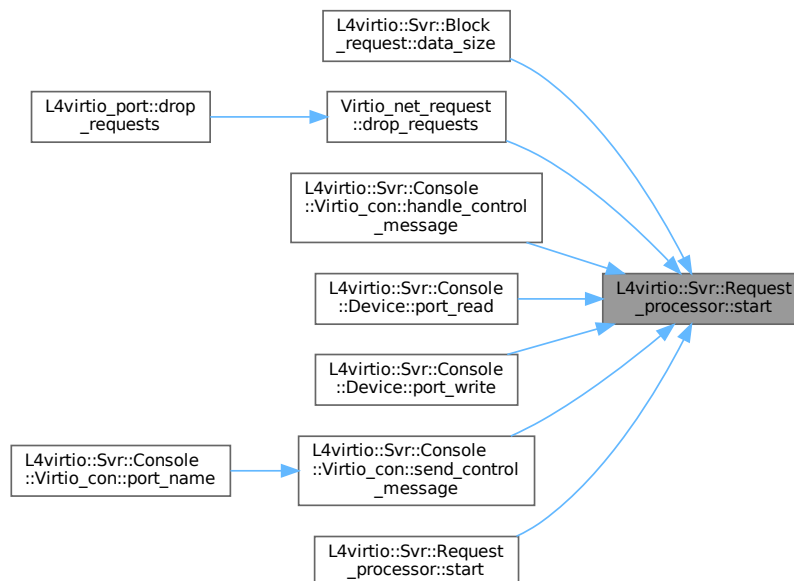 L4virtio::Svr::Block
_request::data_size
L4virtio_port::drop
_requests
Virtio_net_request
::drop_requests
L4virtio::Svr::Console
::Virtio_con::handle_control
_message
L4virtio::Svr::Request
_processor::start
L4virtio::Svr::Console
::Device::port_read
L4virtio::Svr::Console
::Device::port_write
L4virtio::Svr::Console
::Virtio_con::port_name
L4virtio::Svr::Console
::Virtio_con::send_control
_message
L4virtio::Svr::Request
_processor::start